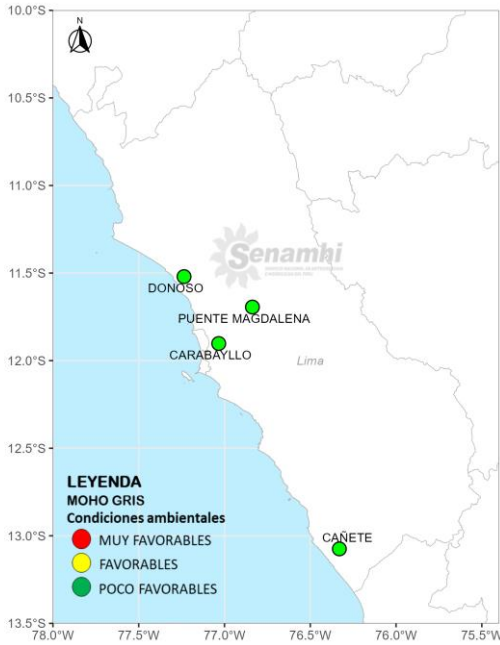 10.0°S
N
10.5°S
11.0°S
Senamhi
11.5°S
DONOSO
PUENTE MAGDALENA
CARABAYLLO
12.0°S
Lima
12.5°S
LEYENDA
MOHO GRIS
Condiciones ambientales
13.0°S
CAÑETE
MUY FAVORABLES
FAVORABLES
POCO FAVORABLES
13.5°S
78.0°W 77.5°W 77.0°W 76.5°W 76.0°W 75.5°W